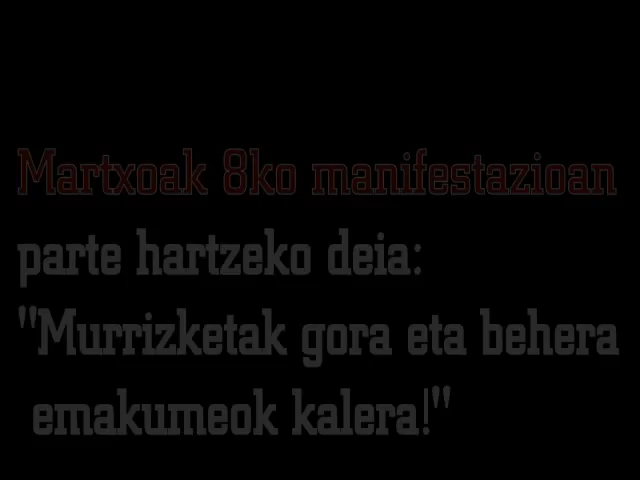 Martxoak 8ko manifestazioan
parte hartzeko deia:
"Murrizketak gora eta behera
emakumeok kalera!"